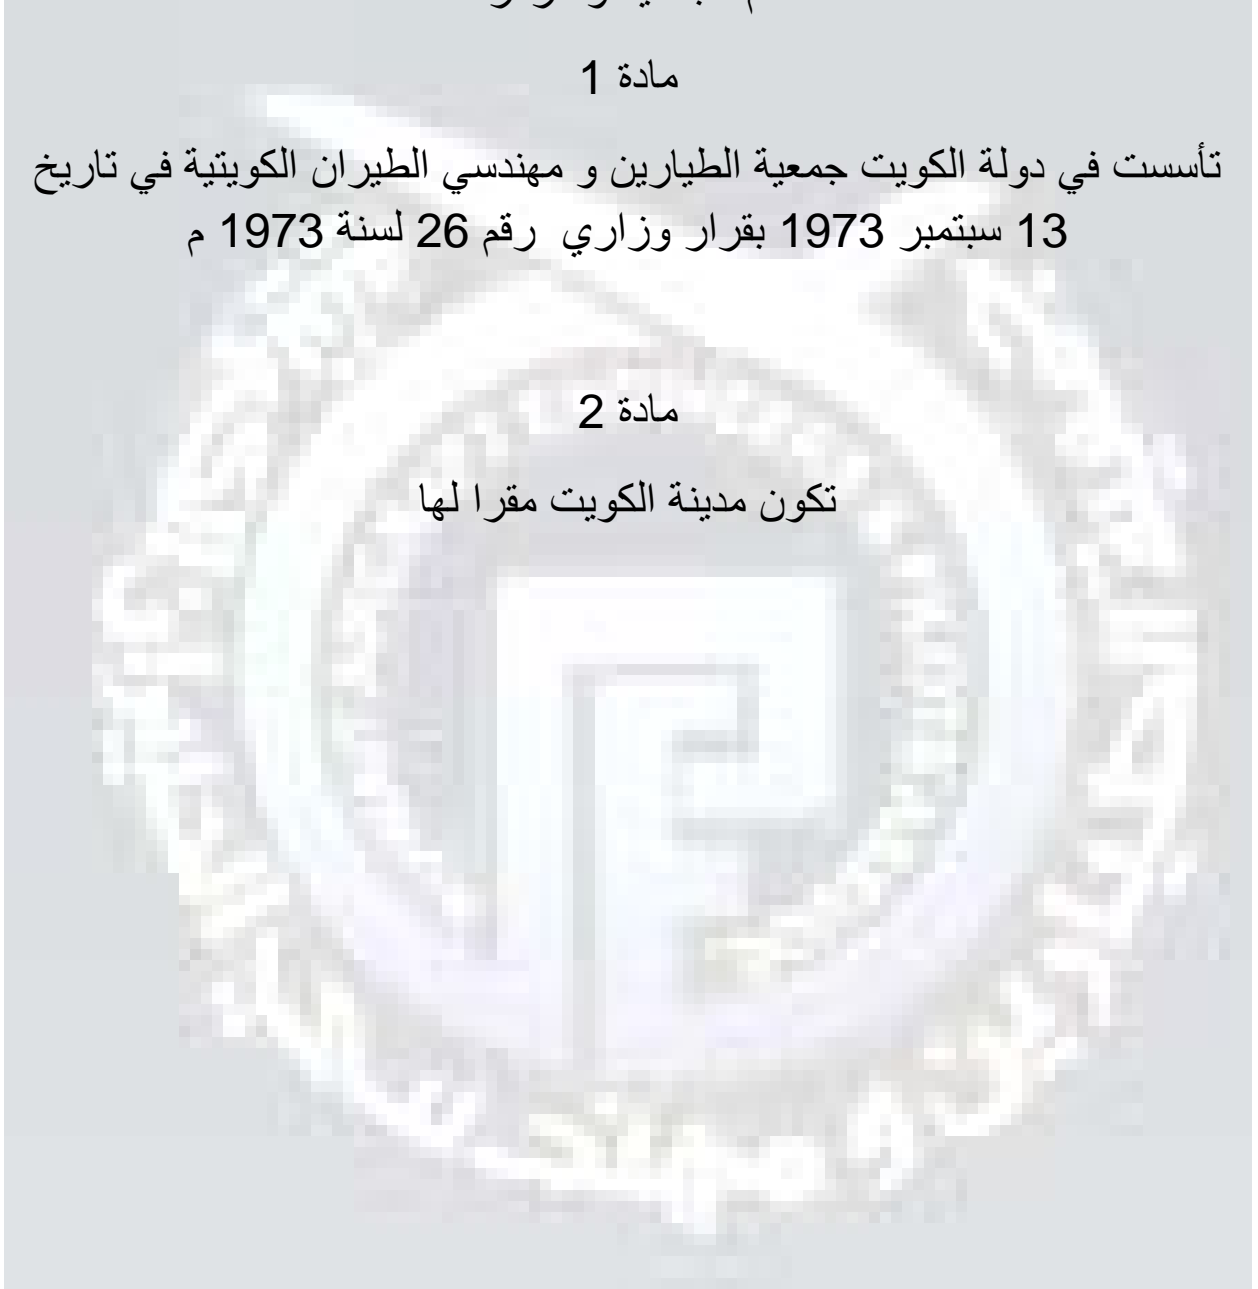 مادة 1
تأسست في دولة الكويت جمعية الطيارين و مهندسي الطيران الكويتية في تاريخ
13 سبتمبر 1973 بقرار وزاري رقم 26 لسنة 1973 م
مادة 2
تكون مدينة الكويت مقرا لها